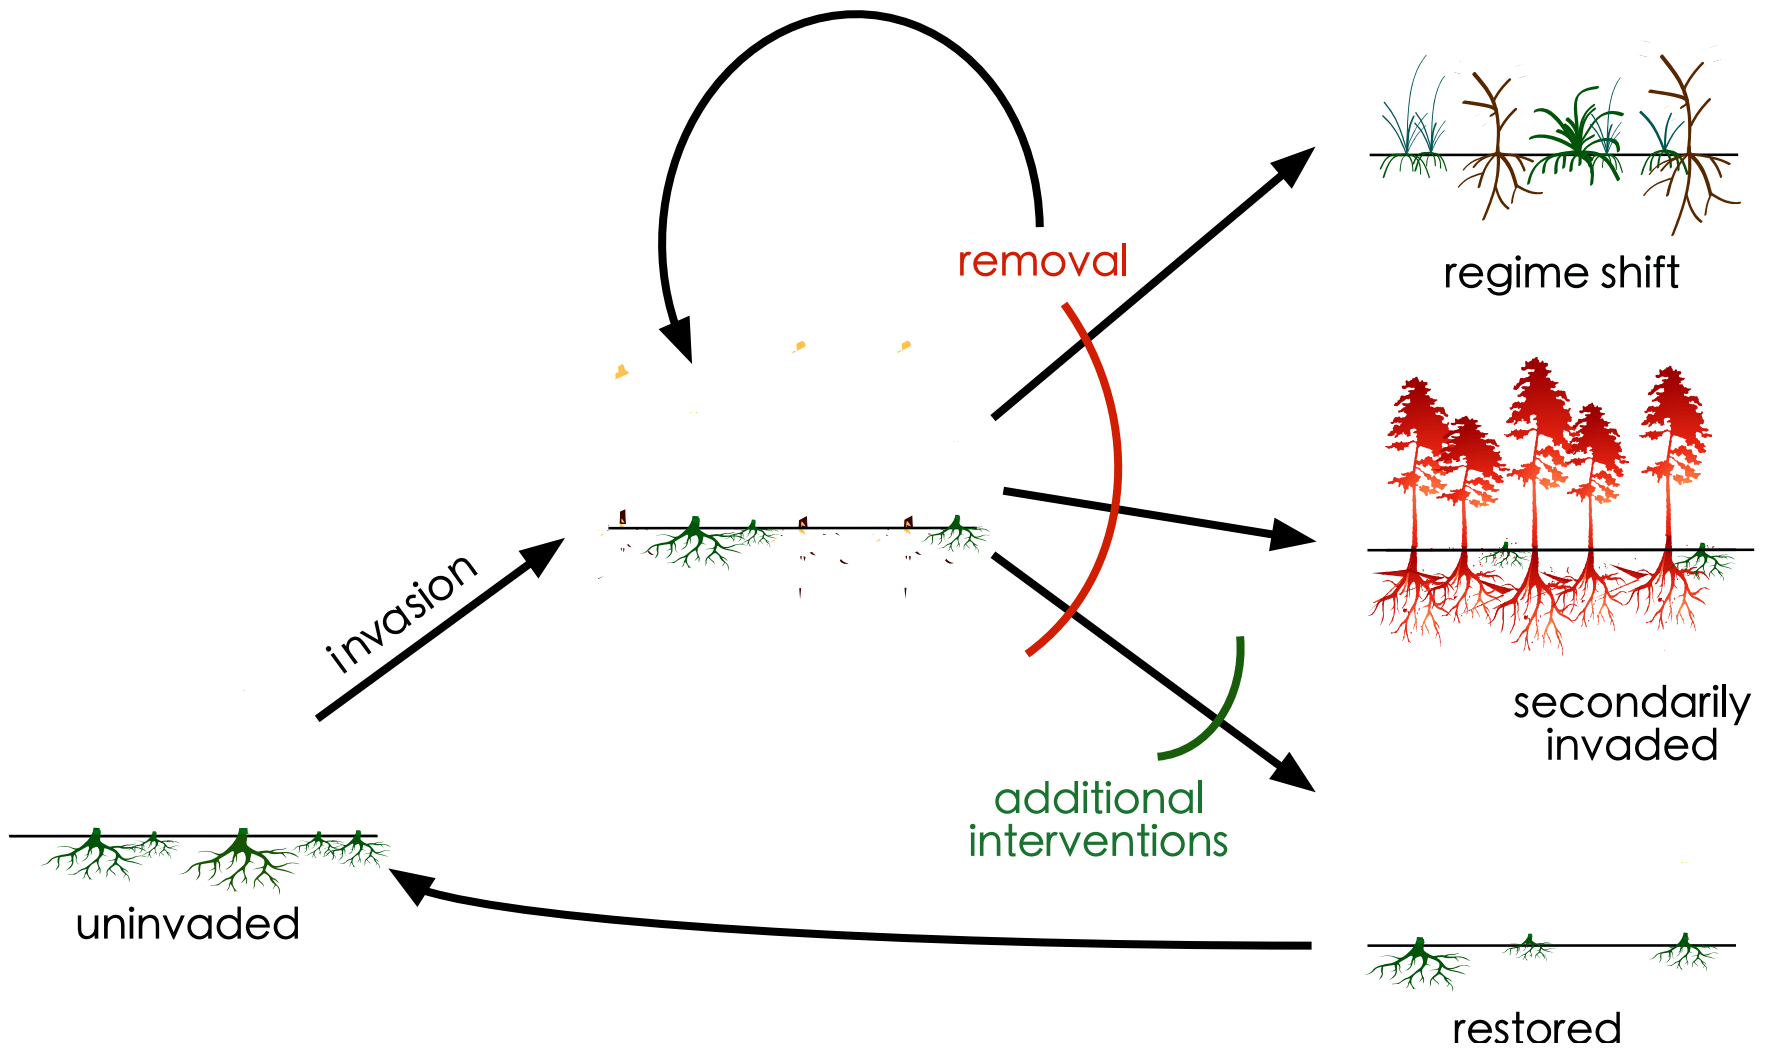 removal
regime shift
invasion
secondarily
invaded
additional
interventions
uninvaded
restored